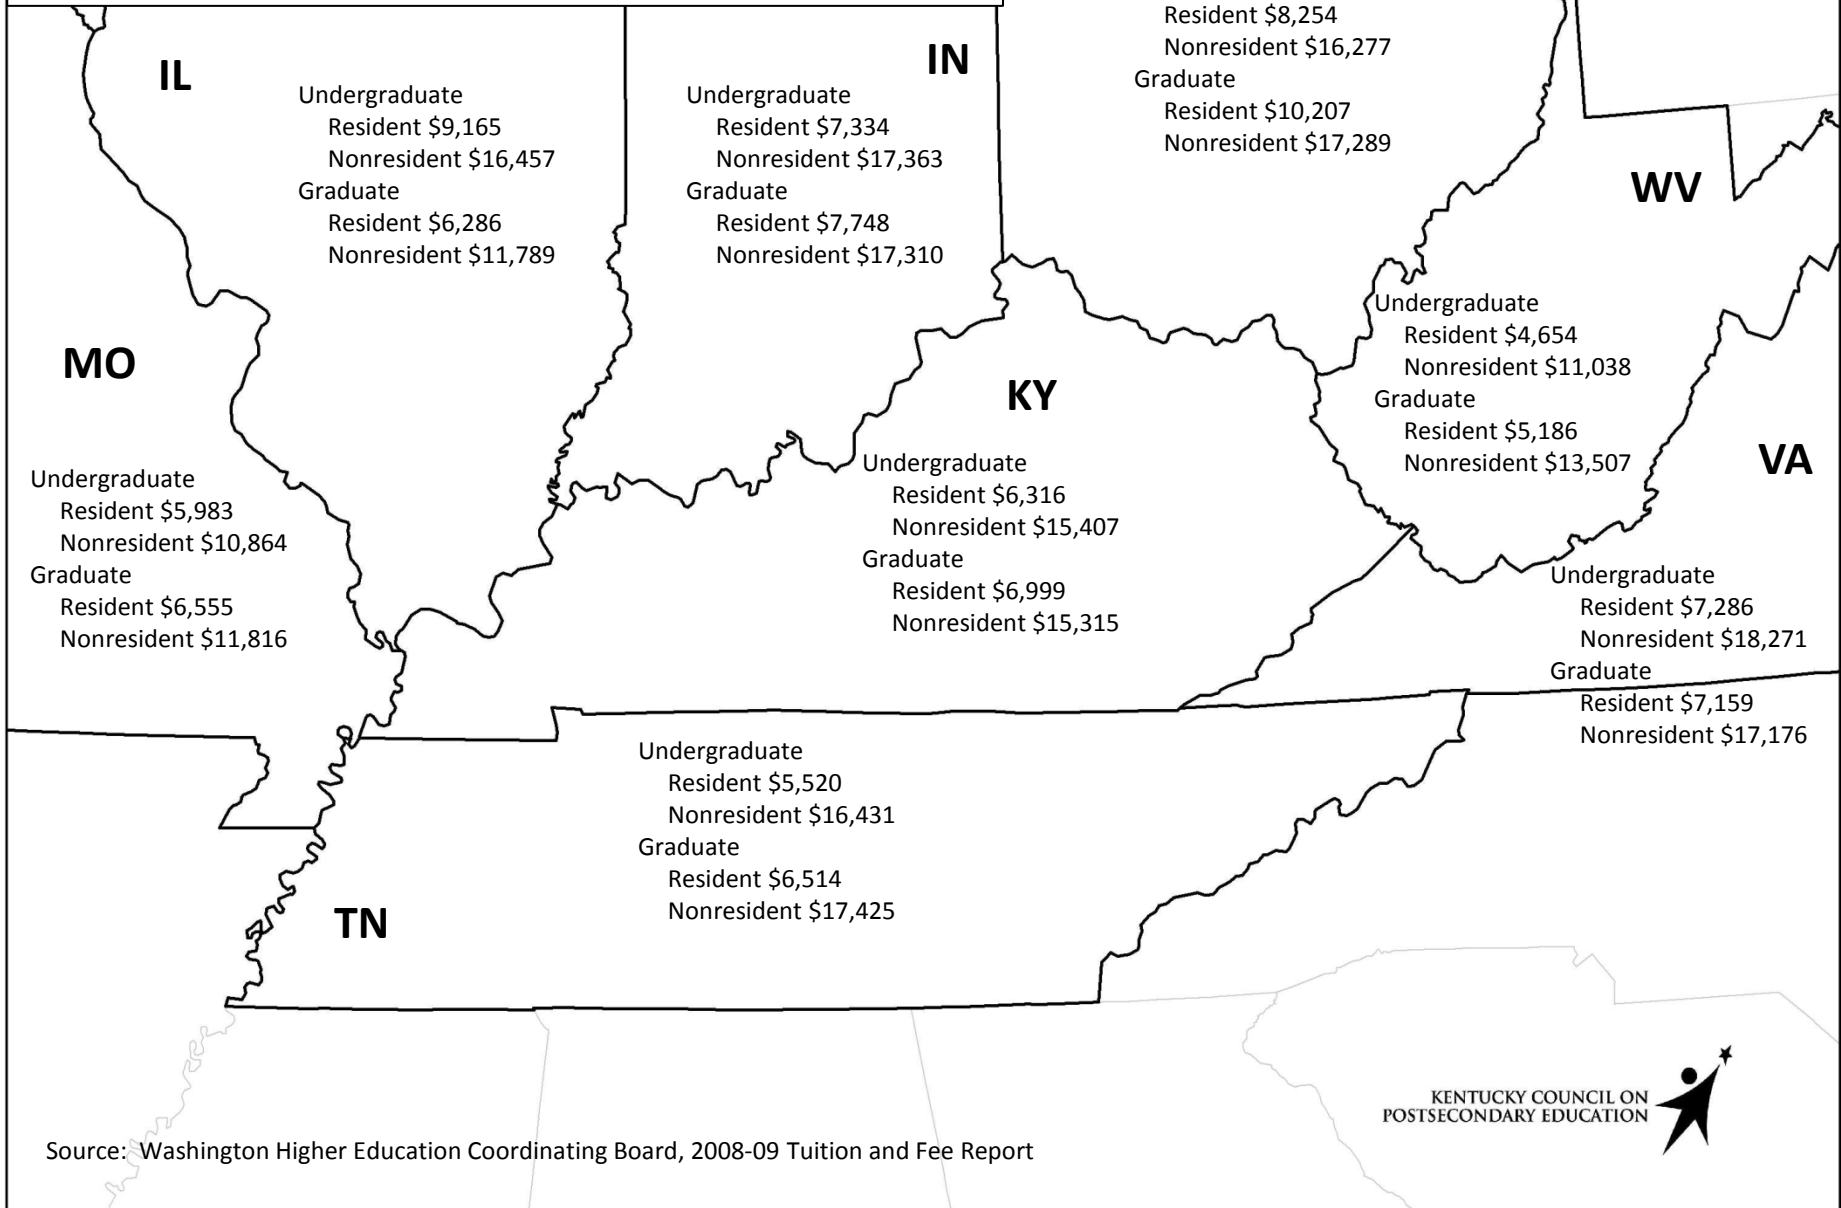 Resident $8,254
Nonresident $16,277
Graduate
Resident $10,207
Nonresident $17,289
IL
Undergraduate
Resident $9,165
Nonresident $16,457
Graduate
Resident $6,286
Nonresident $11,789
IN
Undergraduate
Resident $7,334
Nonresident $17,363
Graduate
Resident $7,748
Nonresident $17,310
WV
Undergraduate
Resident $4,654
Nonresident $11,038
Graduate
Resident $5,186
Nonresident $13,507
MO
Undergraduate
Resident $5,983
Nonresident $10,864
Graduate
Resident $6,555
Nonresident $11,816
KY
Undergraduate
Resident $6,316
Nonresident $15,407
Graduate
Resident $6,999
Nonresident $15,315
VA
Undergraduate
Resident $7,286
Nonresident $18,271
Graduate
Resident $7,159
Nonresident $17,176
Undergraduate
Resident $5,520
Nonresident $16,431
Graduate
Resident $6,514
Nonresident $17,425
TN
KENTUCKY COUNCIL ON
POSTSECONDARY EDUCATION
Source: Washington Higher Education Coordinating Board, 2008-09 Tuition and Fee Report